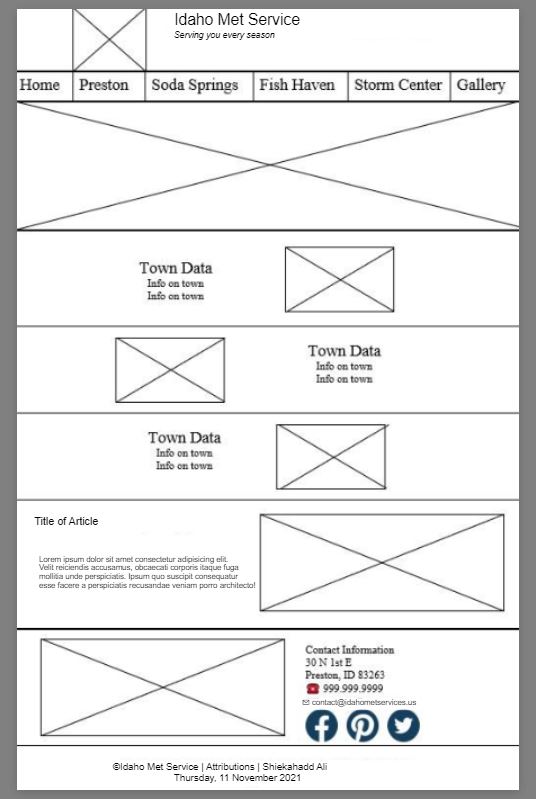 Idaho Met Service
Serving you every season
Home Preston Soda Springs Fish Haven Storm Center Gallery
Town Data
Info on town
Info on town
Town Data
Info on town
Info on town
Town Data
Info on town
Info on town
Title of Article
Lorem ipsum dolor sit amet consectetur adipisicing elit.
Velit reiciendis accusamus, obcaecati corporis itaque fuga
mollitia unde perspiciatis. Ipsum quo suscipit consequatur
esse facere a perspiciatis recusandae veniam porro architecto!
Contact Information
30 N 1st E
Preston, ID 83263
☎ 999.999.9999
✉ contact@idahometservices.us
©Idaho Met Service | Attributions | Shiekahadd Ali
Thursday, 11 November 2021